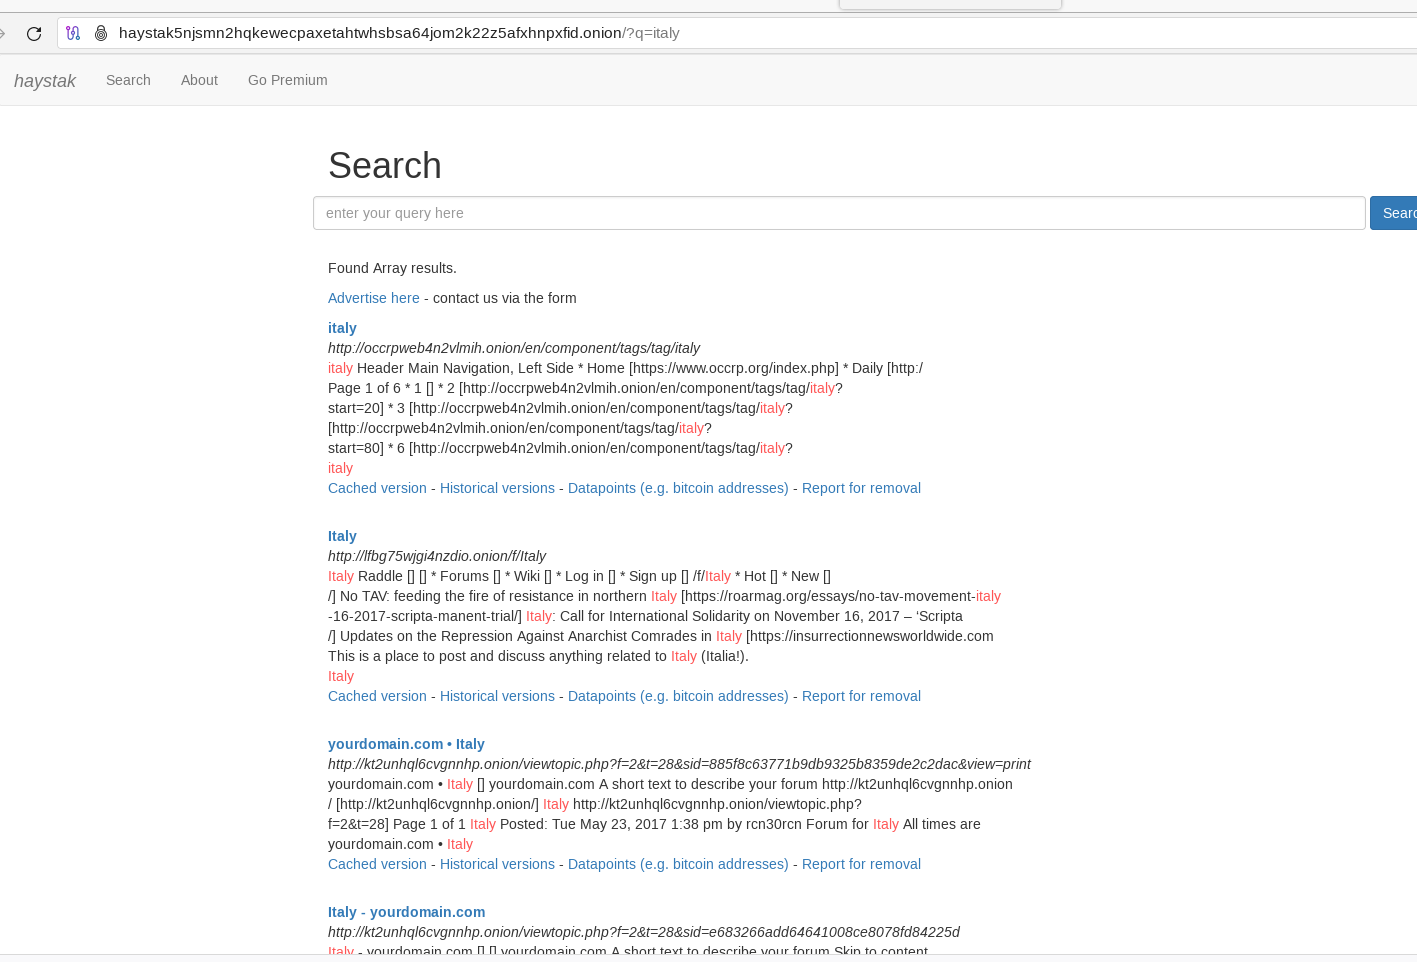 haystak5njsmn2hqkewecpaxetahtwhsbsa64jom2k22z5afxhnpxfid.onion/?q=italy
haystak Search About Go Premium
Search
enter your query here Searc
Found Array results.
Advertise here - contact us via the form
italy
http://occrpweb4n2vlmih.onion/en/component/tags/tag/italy
italy Header Main Navigation, Left Side * Home [https://www.occrp.org/index.php] * Daily [http:/
Page 1 of 6 * 1 [] * 2 [http://occrpweb4n2vlmih.onion/en/component/tags/tag/italy?
start=20] * 3 [http://occrpweb4n2vlmih.onion/en/component/tags/tag/italy?
[http://occrpweb4n2vlmih.onion/en/component/tags/tag/italy?
start=80] * 6 [http://occrpweb4n2vlmih.onion/en/component/tags/tag/italy?
italy
Cached version - Historical versions - Datapoints (e.g. bitcoin addresses) - Report for removal
Italy
http://lfbg75wjgi4nzdio.onion/f/Italy
Italy Raddle [] [] * Forums [] * Wiki [] * Log in [] * Sign up [] /f/Italy * Hot [] * New []
/] No TAV: feeding the fire of resistance in northern Italy [https://roarmag.org/essays/no-tav-movement-italy
-16-2017-scripta-manent-trial/] Italy: Call for International Solidarity on November 16, 2017 – ‘Scripta
/] Updates on the Repression Against Anarchist Comrades in Italy [https://insurrectionnewsworldwide.com
This is a place to post and discuss anything related to Italy (Italia!).
Italy
Cached version - Historical versions - Datapoints (e.g. bitcoin addresses) - Report for removal
yourdomain.com • Italy
http://kt2unhql6cvgnnhp.onion/viewtopic.php?f=2&t=28&sid=885f8c63771b9db9325b8359de2c2dac&view=print
yourdomain.com • Italy [] yourdomain.com A short text to describe your forum http://kt2unhql6cvgnnhp.onion
/ [http://kt2unhql6cvgnnhp.onion/] Italy http://kt2unhql6cvgnnhp.onion/viewtopic.php?
f=2&t=28] Page 1 of 1 Italy Posted: Tue May 23, 2017 1:38 pm by rcn30rcn Forum for Italy All times are
yourdomain.com • Italy
Cached version - Historical versions - Datapoints (e.g. bitcoin addresses) - Report for removal
Italy - yourdomain.com
http://kt2unhql6cvgnnhp.onion/viewtopic.php?f=2&t=28&sid=e683266add64641008ce8078fd84225d
Italy - yourdomain.com [] [] yourdomain.com A short text to describe your forum Skip to content